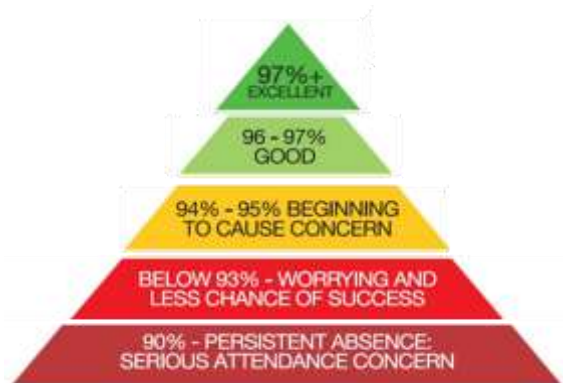 97%+
EXCELLENT
96 - 97%
GOOD
94% - 95% BEGINNING
TO CAUSE CONCERN
BELOW 93% - WORRYING AND
LESS CHANCE OF SUCCESS
90% - PERSISTENT ABSENCE:
SERIOUS ATTENDANCE CONCERN